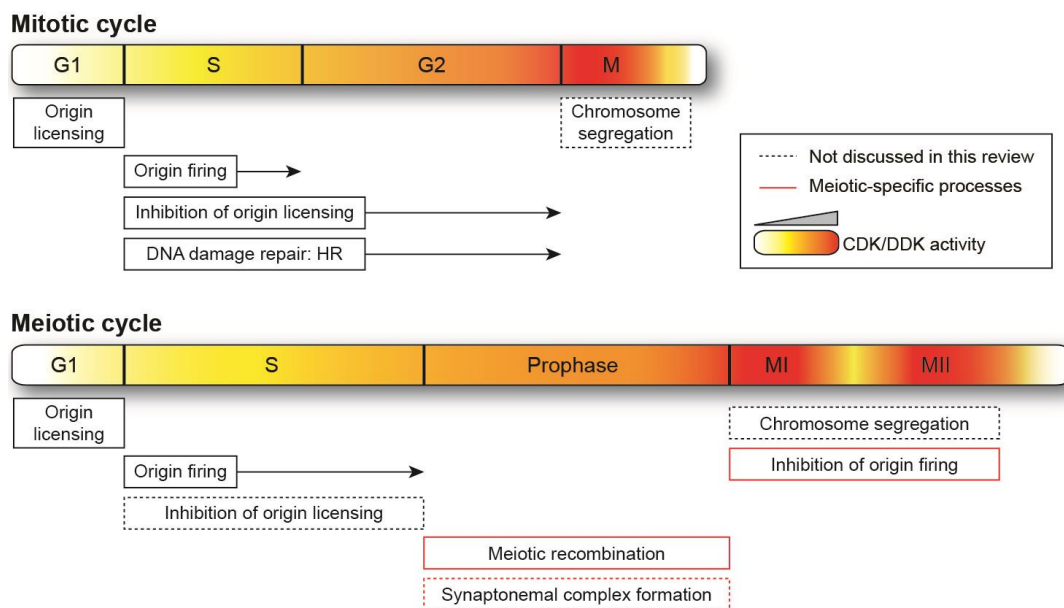 Mitotic cycle
G1 S G2 M
Origin
licensing
Chromosome
segregation
Origin firing
Inhibition of origin licensing
DNA damage repair: HR
Not discussed in this review
Meiotic-specific processes
CDK/DDK activity
Meiotic cycle
G1 S Prophase MI MII
Origin
licensing
Chromosome segregation
Origin firing
Inhibition of origin firing
Inhibition of origin licensing
Meiotic recombination
Synaptonemal complex formation